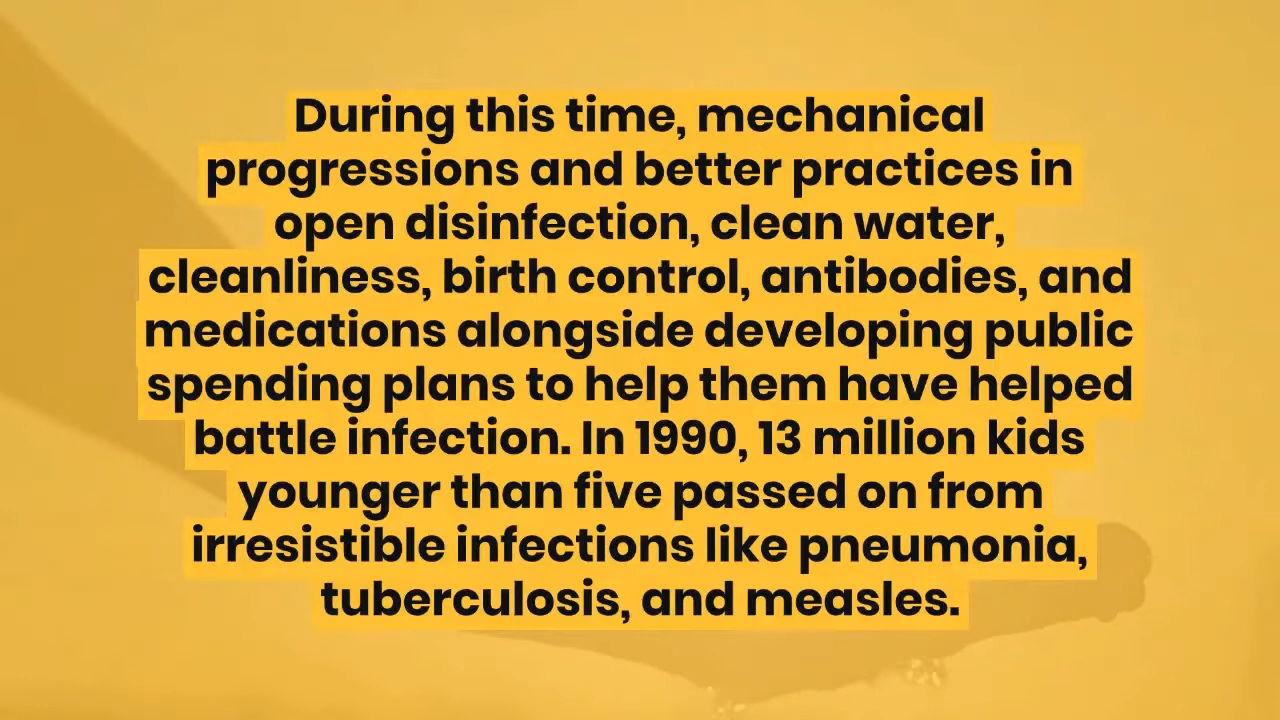 During this time, mechanical
progressions and better practices in
open disinfection, clean water,
cleanliness, birth control, antibodies, and
medications alongside developing public
spending plans to help them have helped
battle infection. In 1990, 13 million kids
younger than five passed on from
irresistible infections like pneumonia,
tuberculosis, and measles.